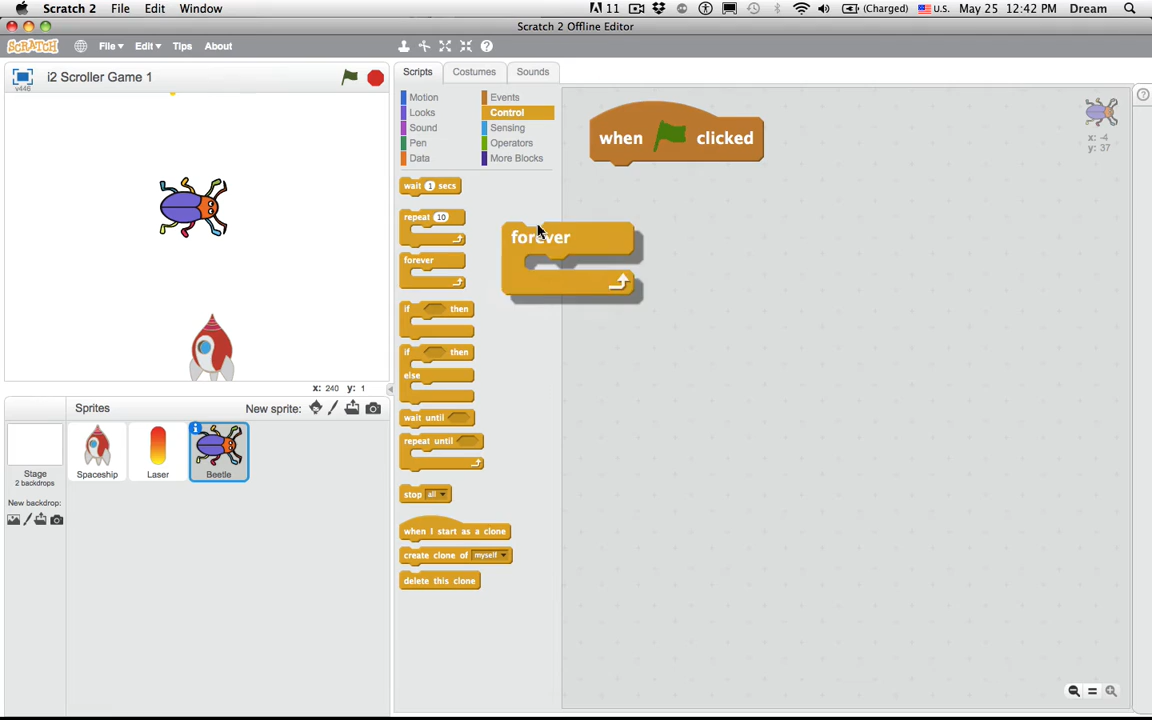 Scratch 2 File Edit Window 11 (Charged) U.S. May 25 12:42 PM Dream
Scratch 2 Offline Editor
SCRATCH File Edit Tips About
v446 i2 Scroller Game 1
Scripts Costumes Sounds
Motion Events
Looks Control
Sound Sensing
Pen Operators
Data More Blocks
when clicked
x: -4
y: 37
wait 1 secs
repeat 10
forever
forever
if then
if then
else
wait until
repeat until
stop all
when I start as a clone
create clone of myself
delete this clone
x: 240 y: 1
Sprites New sprite:
Stage
2 backdrops
New backdrop:
Spaceship Laser Beetle